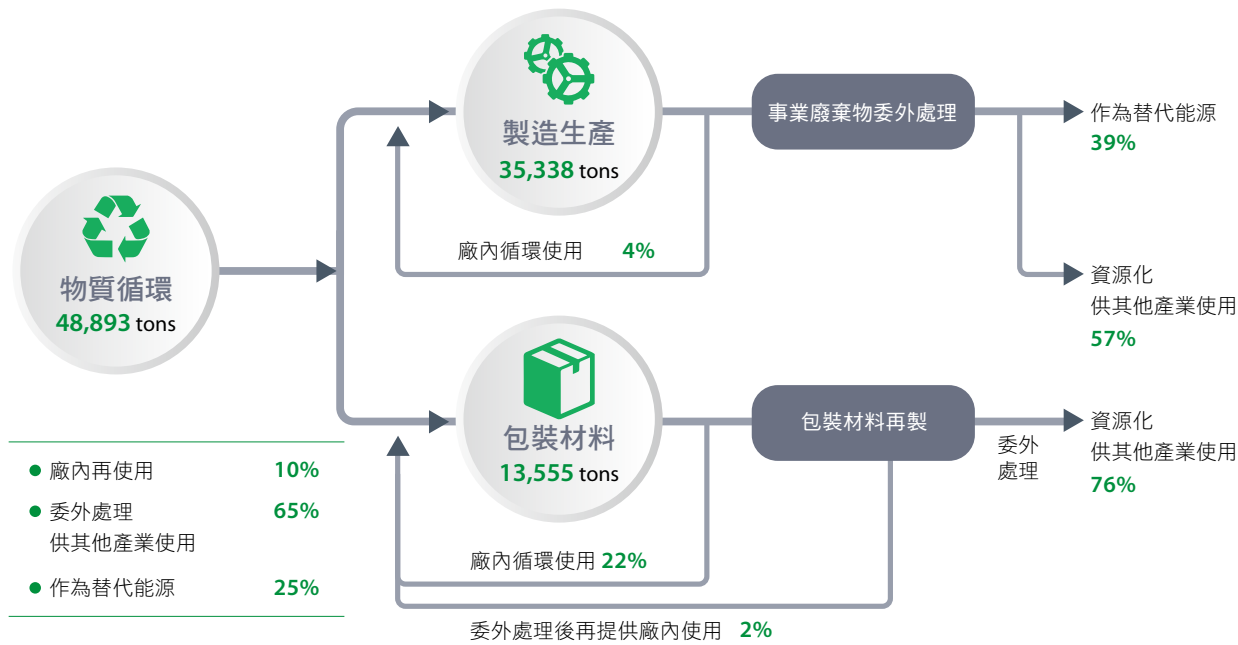 物質循環
48,893 tons
廠內再使用 10%
委外處理 65%
供其他產業使用
作為替代能源 25%
製造生產
35,338 tons
廠內循環使用 4%
事業廢棄物委外處理
作為替代能源
39%
資源化
供其他產業使用
57%
包裝材料
13,555 tons
廠內循環使用 22%
委外處理後再提供廠內使用 2%
包裝材料再製
委外
處理
資源化
供其他產業使用
76%